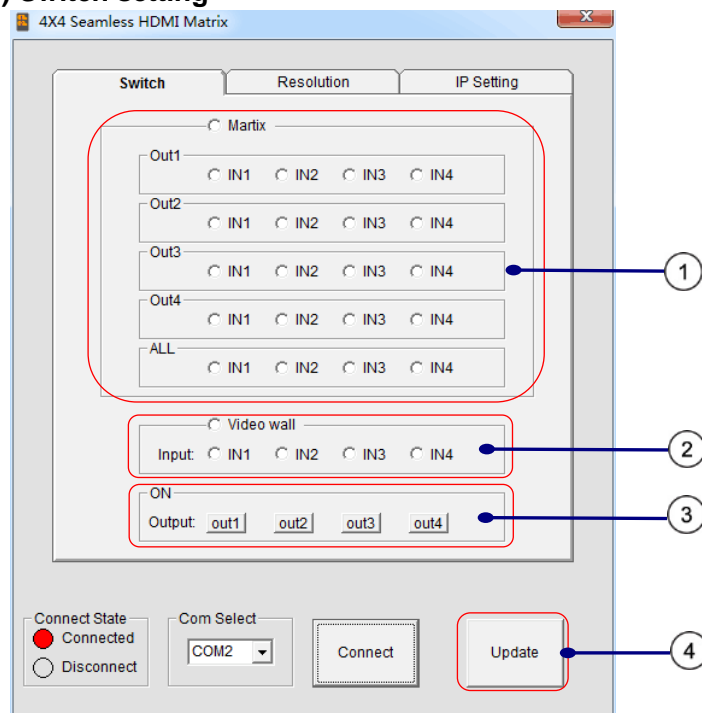 ) Switch Setting
4X4 Seamless HDMI Matrix
X
Switch Resolution IP Setting
Martix
Out1
IN1 IN2 IN3 IN4
Out2
IN1 IN2 IN3 IN4
Out3
IN1 IN2 IN3 IN4
1
Out4
IN1 IN2 IN3 IN4
ALL
IN1 IN2 IN3 IN4
Video wall
Input: IN1 IN2 IN3 IN4
2
ON
Output: out1 out2 out3 out4
3
Connect State
Connected
Disconnect
Com Select
COM2
Connect
Update
4